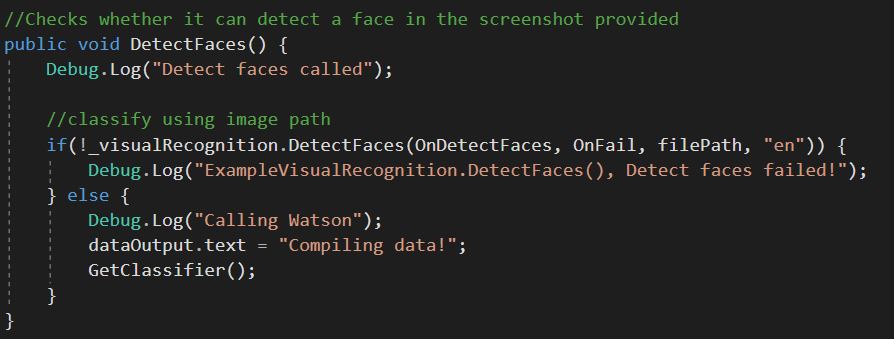 //Checks whether it can detect a face in the screenshot provided
public void DetectFaces() {
    Debug.Log("Detect faces called");

    //classify using image path
    if(!_visualRecognition.DetectFaces(OnDetectFaces, OnFail, filePath, "en")) {
        Debug.Log("ExampleVisualRecognition.DetectFaces(), Detect faces failed!");
    } else {
        Debug.Log("Calling Watson");
        dataOutput.text = "Compiling data!";
        GetClassifier();
    }
}